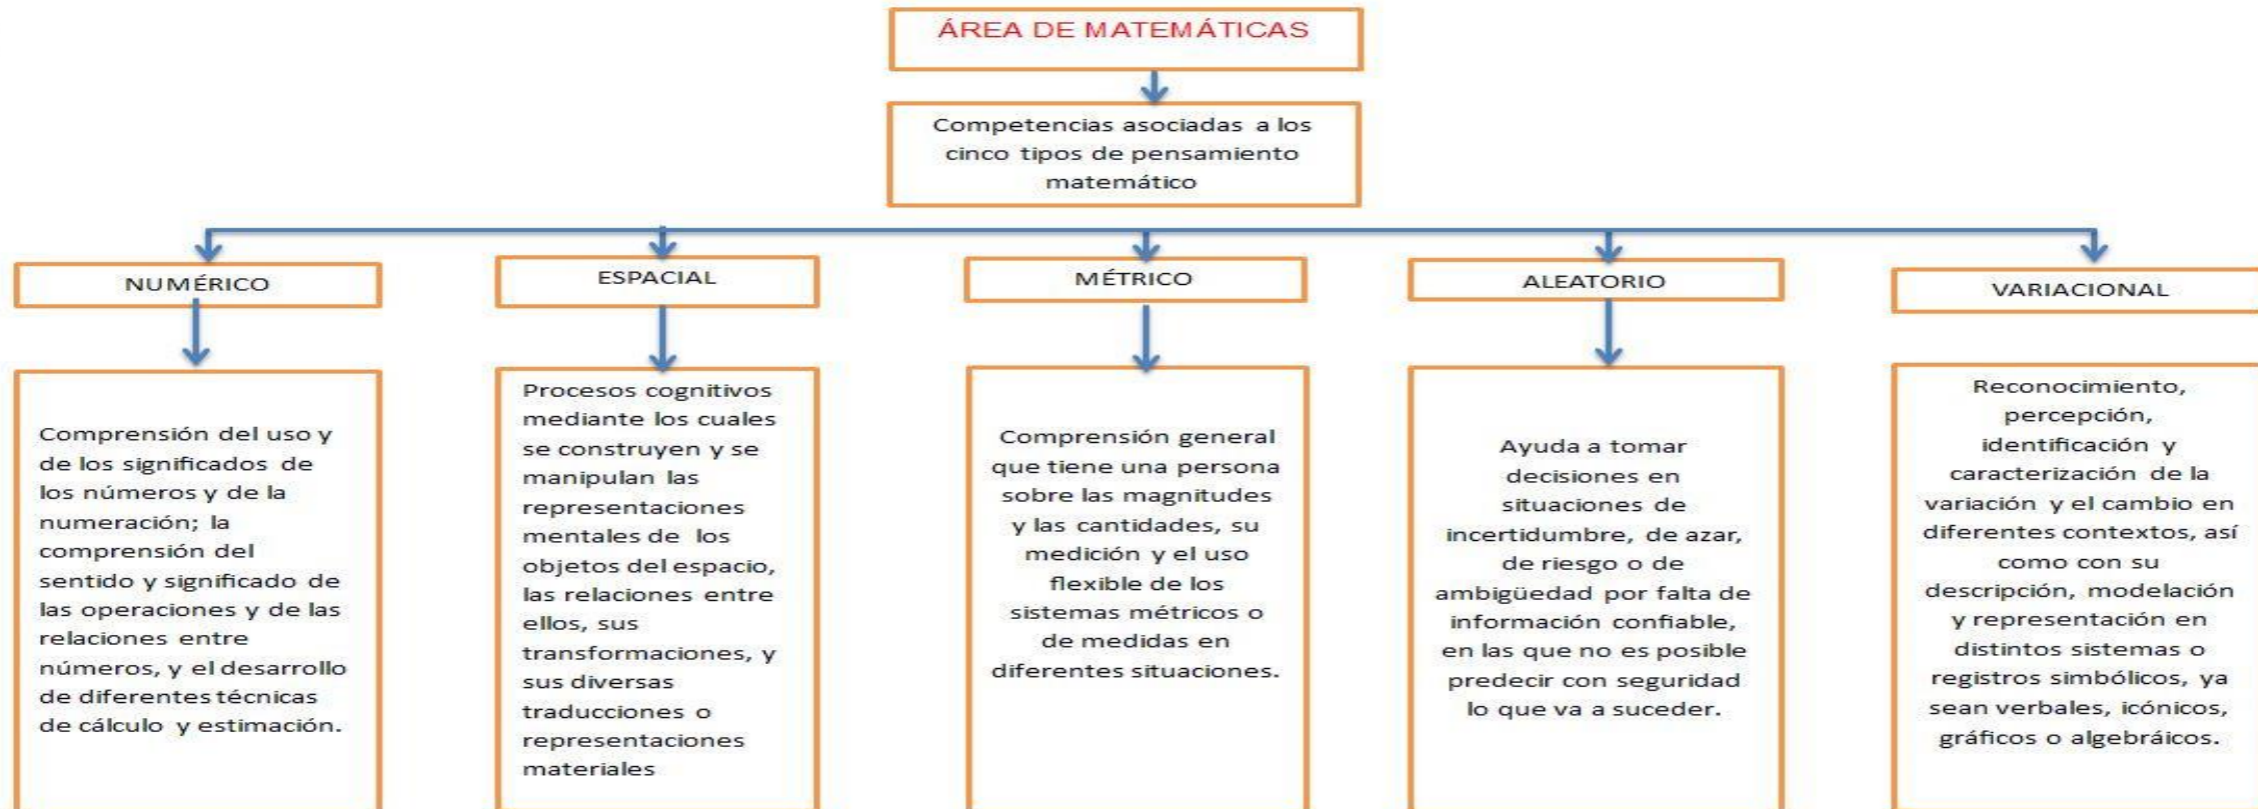 ÁREA DE MATEMÁTICAS
Competencias asociadas a los
cinco tipos de pensamiento
matemático
NUMÉRICO
ESPACIAL
MÉTRICO
ALEATORIO
VARIACIONAL
Comprensión del uso y
de los significados de
los números y de la
numeración; la
comprensión del
sentido y significado de
las operaciones y de las
relaciones entre
números, y el desarrollo
de diferentes técnicas
de cálculo y estimación.
Procesos cognitivos
mediante los cuales
se construyen y se
manipulan las
representaciones
mentales de los
objetos del espacio,
las relaciones entre
ellos, sus
transformaciones, y
sus diversas
traducciones o
representaciones
materiales
Comprensión general
que tiene una persona
sobre las magnitudes
y las cantidades, su
medición y el uso
flexible de los
sistemas métricos o
de medidas en
diferentes situaciones.
Ayuda a tomar
decisiones en
situaciones de
incertidumbre, de azar,
de riesgo o de
ambigüedad por falta de
información confiable,
en las que no es posible
predecir con seguridad
lo que va a suceder.
Reconocimiento,
percepción,
identificación y
caracterización de la
variación y el cambio en
diferentes contextos, así
como con su
descripción, modelación
y representación en
distintos sistemas o
registros simbólicos, ya
sean verbales, icónicos,
gráficos o algebráicos.